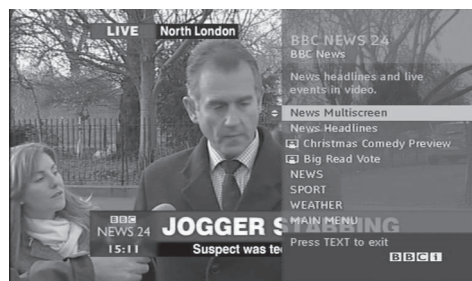 LIVE North London
BBC NEWS 24
BBC News
News headlines and live
events in video.
News Multiscreen
News Headlines
Christmas Comedy Preview
Big Read Vote
NEWS
SPORT
WEATHER
MAIN MENU
Press TEXT to exit
BBCi
BBC
NEWS 24
15:11
JOGGER STABBING
Suspect was